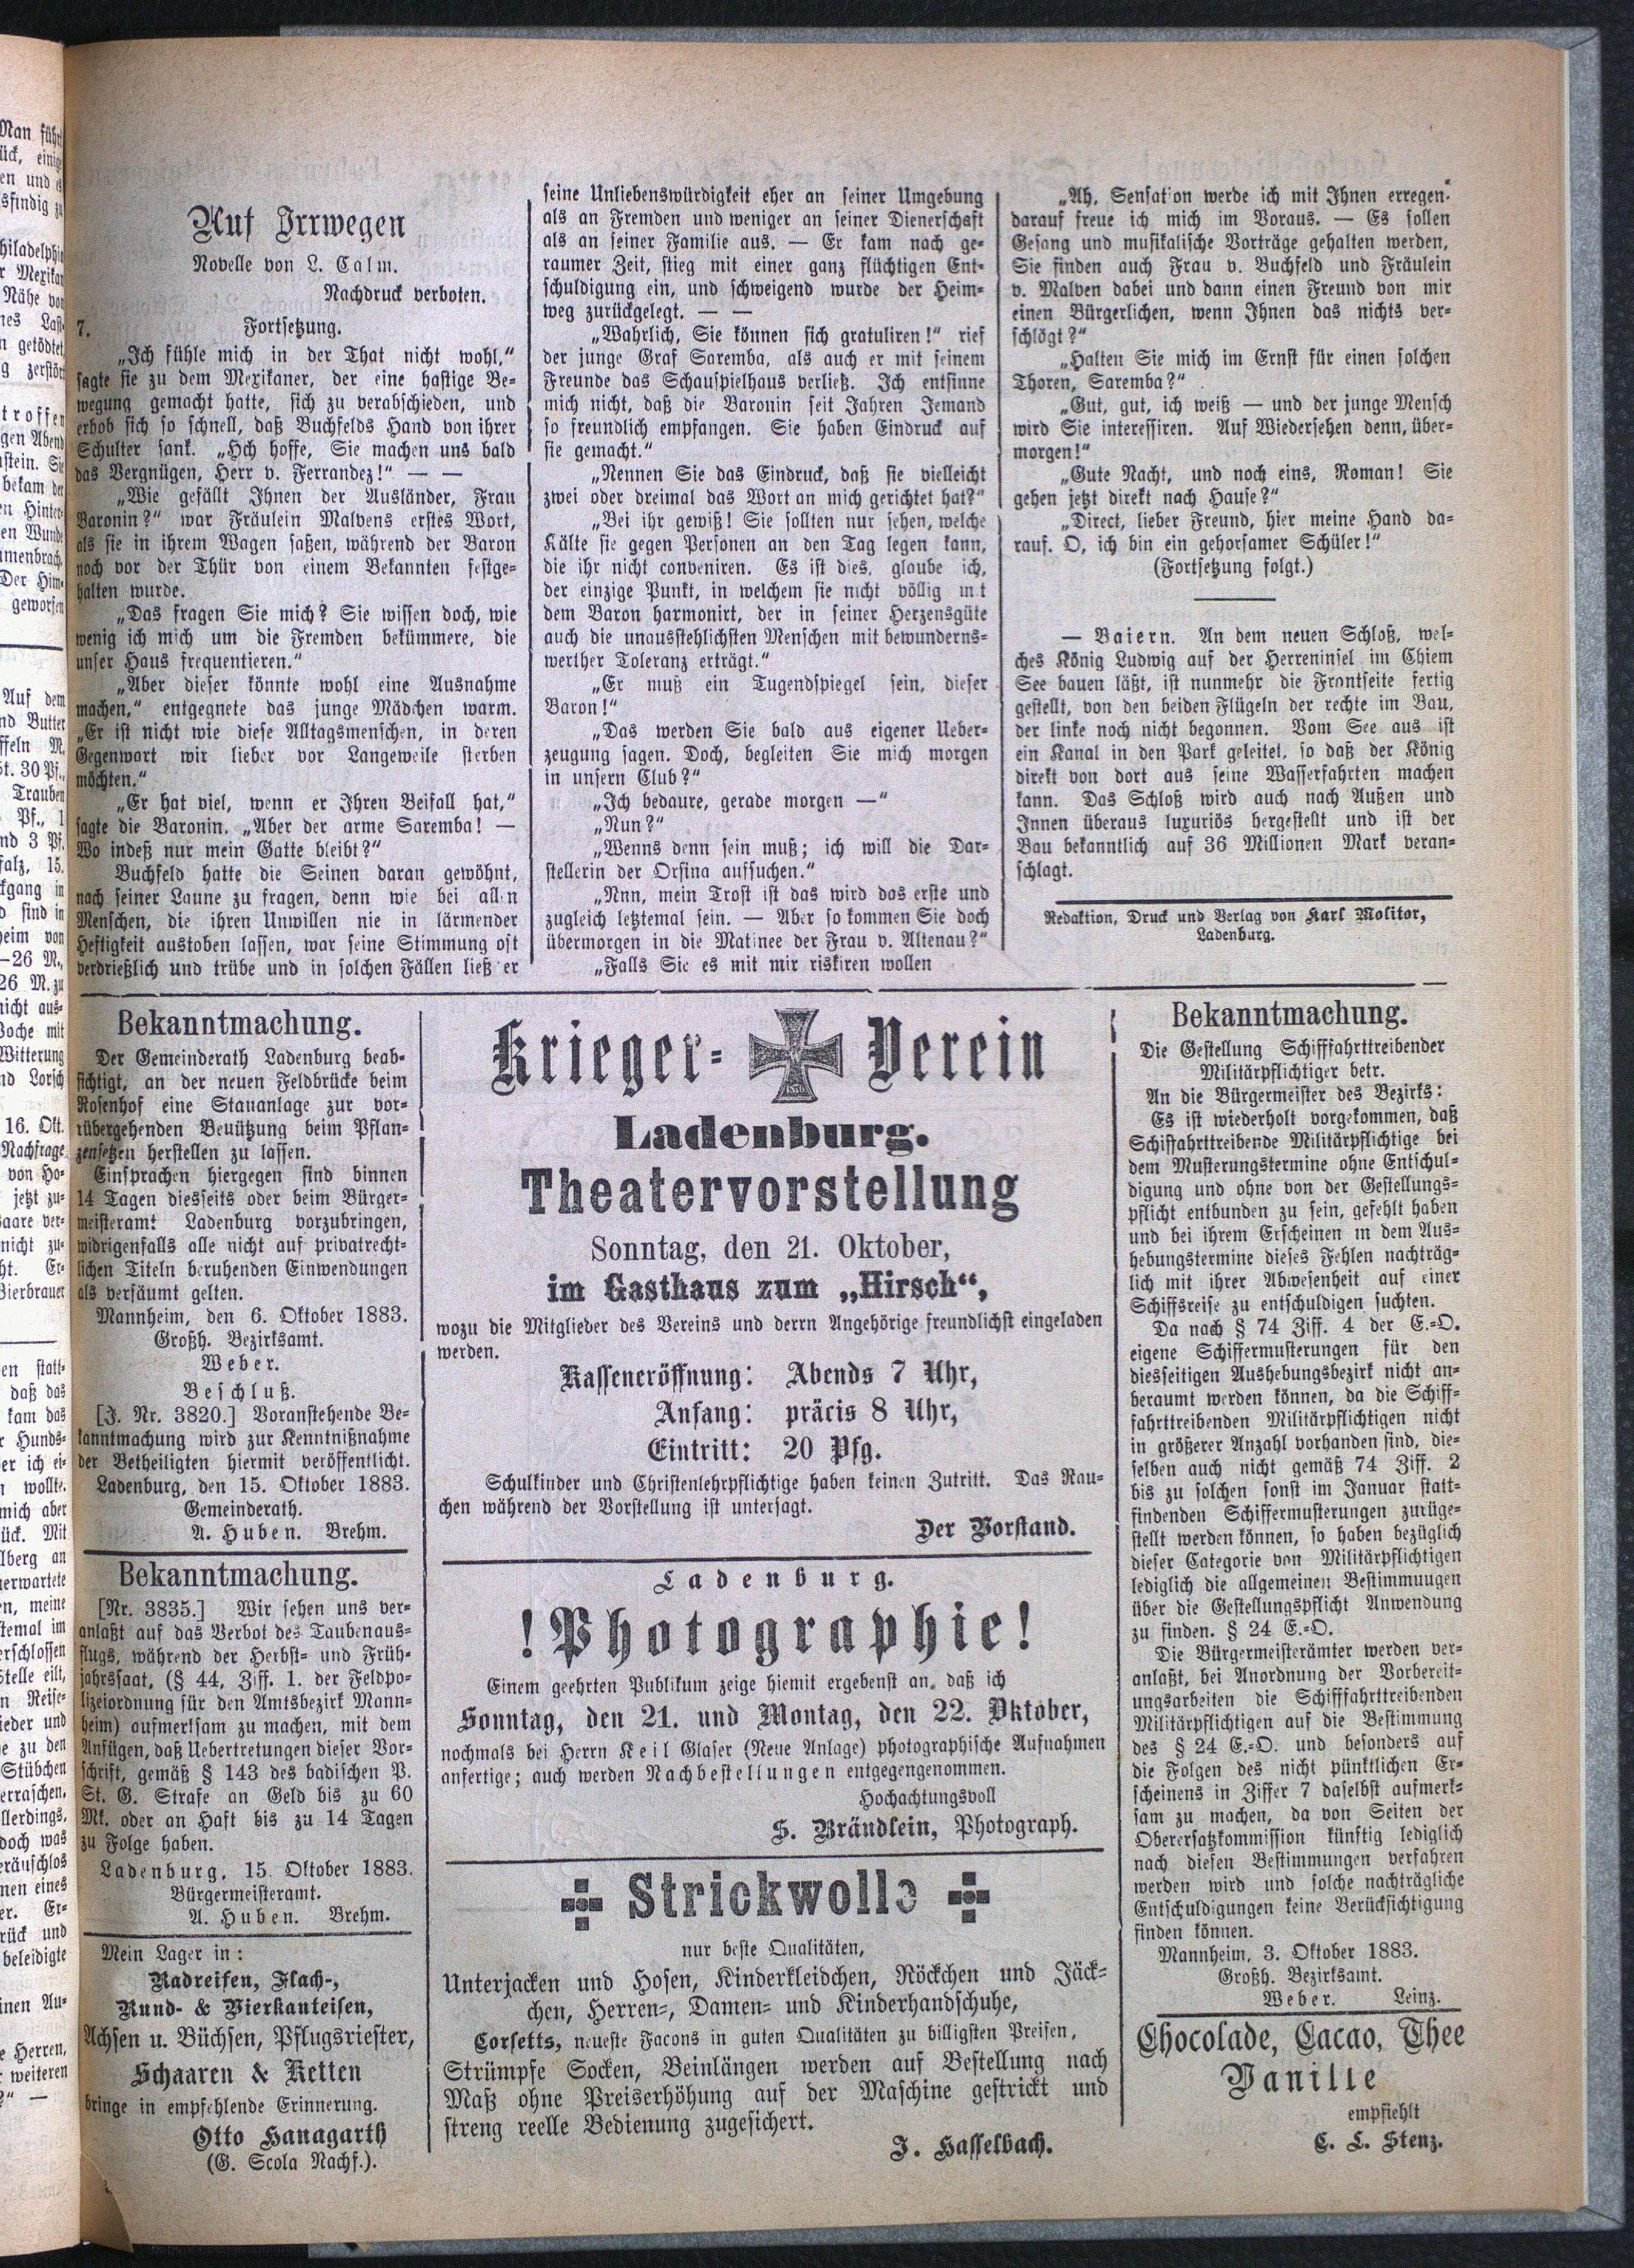 Auf Irrwegen
Novelle von L. Calm.
Nachdruck verboten.
7. Fortsetzung.
„Ich fühle mich in der That nicht wohl,“
sagte sie zu dem Mexikaner, der eine hastige Be-
wegung gemacht hatte, sich zu verabschieden, und
erbob sich so schnell, daß Buchfelds Hand von ihrer
Schulter sank. „Hch hoffe, Sie machen uns bald
das Vergnügen, Herr v. Ferrandez!“ — —
„Wie gefällt Ihnen der Ausländer, Frau
Baronin?“ war Fräulein Malvens erstes Wort,
als sie in ihrem Wagen saßen, während der Baron
noch vor der Thür von einem Bekannten festge-
halten wurde.
„Das fragen Sie mich? Sie wissen doch, wie
wenig ich mich um die Fremden bekümmere, die
unser Haus frequentieren.“
„Aber dieser könnte wohl eine Ausnahme
machen,“ entgegnete das junge Mädchen warm.
„Er ist nicht wie diese Alltagsmenschen, in deren
Gegenwart wir lieber vor Langeweile sterben
möchten.“
„Er hat viel, wenn er Ihren Beifall hat,“
sagte die Baronin. „Aber der arme Saremba! —
Wo indeß nur mein Gatte bleibt?“
Buchfeld hatte die Seinen daran gewöhnt,
nach seiner Laune zu fragen, denn wie bei allen
Menschen, die ihren Unwillen nie in lärmender
Heftigkeit austoben lassen, war seine Stimmung oft
verdrießlich und trübe und in solchen Fällen ließ er
seine Unliebenswürdigkeit eher an seiner Umgebung
als an Fremden und weniger an seiner Dienerschaft
als an seiner Familie aus. — Er kam nach ge-
raumer Zeit, stieg mit einer ganz flüchtigen Ent-
schuldigung ein, und schweigend wurde der Heim-
weg zurückgelegt. — —
„Wahrlich, Sie können sich gratuliren!“ rief
der junge Graf Saremba, als auch er mit seinem
Freunde das Schauspielhaus verließ. Ich entsinne
mich nicht, daß die Baronin seit Jahren Jemand
so freundlich empfangen. Sie haben Eindruck auf
sie gemacht.“
„Nennen Sie das Eindruck, daß sie vielleicht
zwei oder dreimal das Wort an mich gerichtet hat?“
„Bei ihr gewiß! Sie sollten nur sehen, welche
Kälte sie gegen Personen an den Tag legen kann,
die ihr nicht conveniren. Es ist dies, glaube ich,
der einzige Punkt, in welchem sie nicht völlig mit
dem Baron harmonirt, der in seiner Herzensgüte
auch die unausstehlichsten Menschen mit bewunderns-
werther Toleranz erträgt.“
„Er muß ein Tugendspiegel sein, dieser
Baron!“
„Das werden Sie bald aus eigener Ueber-
zeugung sagen. Doch, begleiten Sie mich morgen
in unsern Club?“
„Ich bedaure, gerade morgen —“
„Nun?“
„Wenns denn sein muß; ich will die Dar-
stellerin der Orsina aufsuchen.“
„Nnn, mein Trost ist das wird das erste und
zugleich letztemal sein. — Aber so kommen Sie doch
übermorgen in die Matinee der Frau v. Altenau?“
„Falls Sie es mit mir riskiren wollen
„Ah, Sensation werde ich mit Ihnen erregen.
darauf freue ich mich im Voraus. — Es sollen
Gesang und musikalische Vorträge gehalten werden,
Sie finden auch Frau v. Buchfeld und Fräulein
v. Malven dabei und dann einen Freund von mir
einen Bürgerlichen, wenn Ihnen das nichts ver-
schlögt?“
„Halten Sie mich im Ernst für einen solchen
Thoren, Saremba?“
„Gut, gut, ich weiß — und der junge Mensch
wird Sie interessiren. Auf Wiedersehen denn, über-
morgen!“
„Gute Nacht, und noch eins, Roman! Sie
gehen jetzt direkt nach Hause?“
„Direct, lieber Freund, hier meine Hand da-
rauf. O, ich bin ein gehorsamer Schüler!“
(Fortsetzung folgt.)
— Baiern. An dem neuen Schloß, wel-
ches König Ludwig auf der Herreninsel im Chiem
See bauen läßt, ist nunmehr die Frontseite fertig
gestellt, von den beiden Flügeln der rechte im Bau,
der linke noch nicht begonnen. Vom See aus ist
ein Kanal in den Park geleitet, so daß der König
direkt von dort aus seine Wasserfahrten machen
kann. Das Schloß wird auch nach Außen und
Innen überaus luxuriös hergestellt und ist der
Bau bekanntlich auf 36 Millionen Mark veran-
schlagt.
Redaktion, Druck und Verlag von Karl Molitor,
Ladenburg.
Bekanntmachung.
Der Gemeinderath Ladenburg beab-
sichtigt, an der neuen Feldbrücke beim
Rosenhof eine Stauanlage zur vor-
rübergehenden Beuützung beim Pflan-
zensetzen herstellen zu lassen.
Einsprachen hiergegen sind binnen
14 Tagen diesseits oder beim Bürger-
meisteramt Ladenburg vorzubringen,
widrigenfalls alle nicht auf privatrecht-
lichen Titeln beruhenden Einwendungen
als versäumt gelten.
Mannheim, den 6. Oktober 1883.
Großh. Bezirksamt.
Weber.
Beschluß.
[J. Nr. 3820.] Voranstehende Be-
kanntmachung wird zur Kenntnißnahme
der Betheiligten hiermit veröffentlicht.
Ladenburg, den 15. Oktober 1883.
Gemeinderath.
A. Huben. Brehm.
Bekanntmachung.
[Nr. 3835.] Wir sehen uns ver-
anlaßt auf das Verbot des Taubenaus-
flugs, während der Herbst- und Früh-
jahrssaat, (§ 44, Ziff. 1. der Feldpo-
lizeiordnung für den Amtsbezirk Mann-
heim) aufmerksam zu machen, mit dem
Anfügen, daß Uebertretungen dieser Vor-
schrift, gemäß § 143 des badischen P.
St. G. Strafe an Geld bis zu 60
Mk. oder an Haft bis zu 14 Tagen
zu Folge haben.
Ladenburg, 15. Oktober 1883.
Bürgermeisteramt.
A. Huben. Brehm.
Mein Lager in:
Radreifen, Flach-,
Rund- & Vierkanteisen,
Achsen u. Büchsen, Pflugsriester,
Schaaren & Ketten
bringe in empfehlende Erinnerung.
Otto Hanagarth
(G. Scola Nachf.).
Krieger-Verein
Ladenburg.
Theatervorstellung
Sonntag, den 21. Oktober,
im Gasthaus zum „Hirsch“,
wozu die Mitglieder des Vereins und derrn Angehörige freundlichst eingeladen
werden.
Kasseneröffnung: Abends 7 Uhr,
Anfang: präcis 8 Uhr,
Eintritt: 20 Pfg.
Schulkinder und Christenlehrpflichtige haben keinen Zutritt. Das Rau-
chen während der Vorstellung ist untersagt.
Der Vorstand.
Ladenburg.
!Photographie!
Einem geehrten Publikum zeige hiemit ergebenst an, daß ich
Sonntag, den 21. und Montag, den 22. Oktober,
nochmals bei Herrn Keil Glaser (Neue Anlage) photographische Aufnahmen
anfertige; auch werden Nachbestellungen entgegengenommen.
Hochachtungsvoll
S. Brändlein, Photograph.
Strickwolle
nur beste Qualitäten,
Unterjacken und Hosen, Kinderkleidchen, Röckchen und Jäck-
chen, Herren-, Damen- und Kinderhandschuhe,
Corsetts, neueste Facons in guten Qualitäten zu billigsten Preisen,
Strümpfe Socken, Beinlängen werden auf Bestellung nach
Maß ohne Preiserhöhung auf der Maschine gestrickt und
streng reelle Bedienung zugesichert.
J. Hasselbach.
Bekanntmachung.
Die Gestellung Schifffahrttreibender
Militärpflichtiger betr.
An die Bürgermeister des Bezirks:
Es ist wiederholt vorgekommen, daß
Schiffahrttreibende Militärpflichtige bei
dem Musterungstermine ohne Entschul-
digung und ohne von der Gestellungs-
pflicht entbunden zu sein, gefehlt haben
und bei ihrem Erscheinen in dem Aus-
hebungstermine dieses Fehlen nachträg-
lich mit ihrer Abwesenheit auf einer
Schiffsreise zu entschuldigen suchten.
Da nach § 74 Ziff. 4 der E.-O.
eigene Schiffermusterungen für den
diesseitigen Aushebungsbezirk nicht an-
beraumt werden können, da die Schiff-
fahrttreibenden Militärpflichtigen nicht
in größerer Anzahl vorhanden sind, die-
selben auch nicht gemäß 74 Ziff. 2
bis zu solchen sonst im Januar statt-
findenden Schiffermusterungen zurüge-
stellt werden können, so haben bezüglich
dieser Categorie von Militärpflichtigen
lediglich die allgemeinen Bestimmuugen
über die Gestellungspflicht Anwendung
zu finden. § 24 E.-O.
Die Bürgermeisterämter werden ver-
anlaßt, bei Anordnung der Vorbereit-
ungsarbeiten die Schifffahrttreibenden
Militärpflichtigen auf die Bestimmung
des § 24 E.-O. und besonders auf
die Folgen des nicht pünktlichen Er-
scheinens in Ziffer 7 daselbst aufmerk-
sam zu machen, da von Seiten der
Oberersatzkommission künftig lediglich
nach diesen Bestimmungen verfahren
werden wird und solche nachträgliche
Entschuldigungen keine Berücksichtigung
finden können.
Mannheim, 3. Oktober 1883.
Großh. Bezirksamt.
Weber. Leinz.
Chocolade, Cacao, Thee
Vanille
empfiehlt
C. L. Stenz.